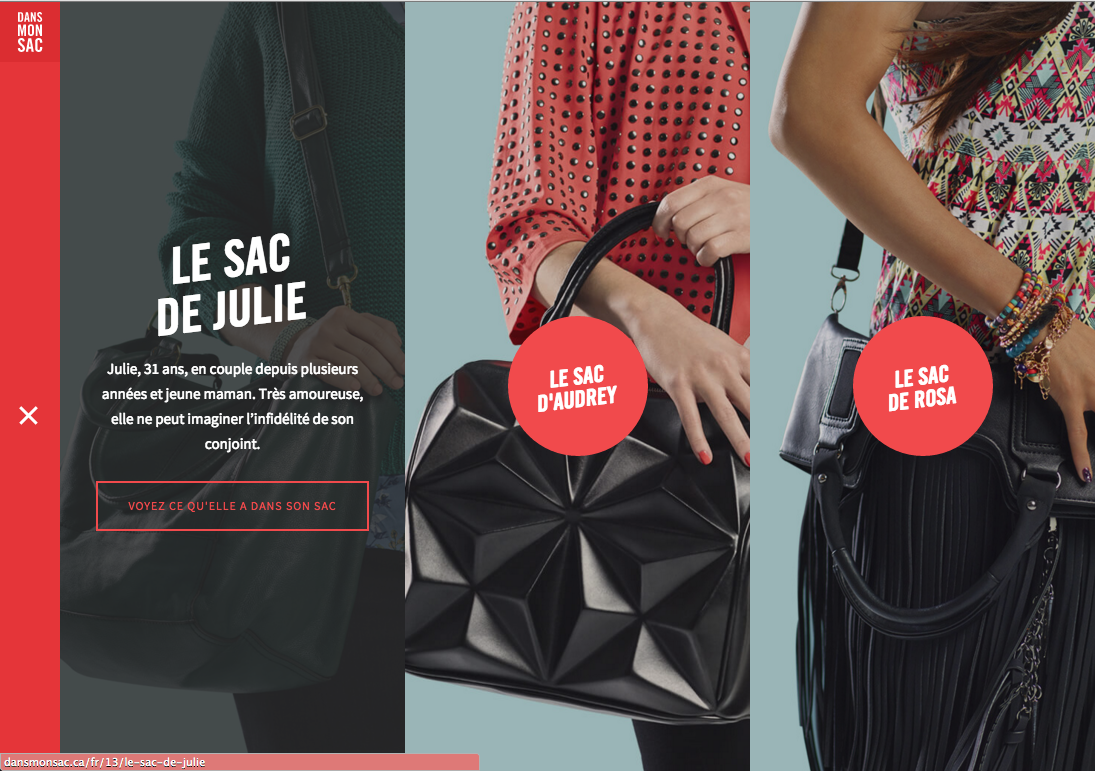 DANS
MON
SAC
LE SAC
DE JULIE
Julie, 31 ans, en couple depuis plusieurs
années et jeune maman. Très amoureuse,
elle ne peut imaginer l'infidélité de son
conjoint.
VOYEZ CE QU'ELLE A DANS SON SAC
LE SAC
D'AUDREY
LE SAC
DE ROSA
dansmonsac.ca/fr/13/le-sac-de-julie